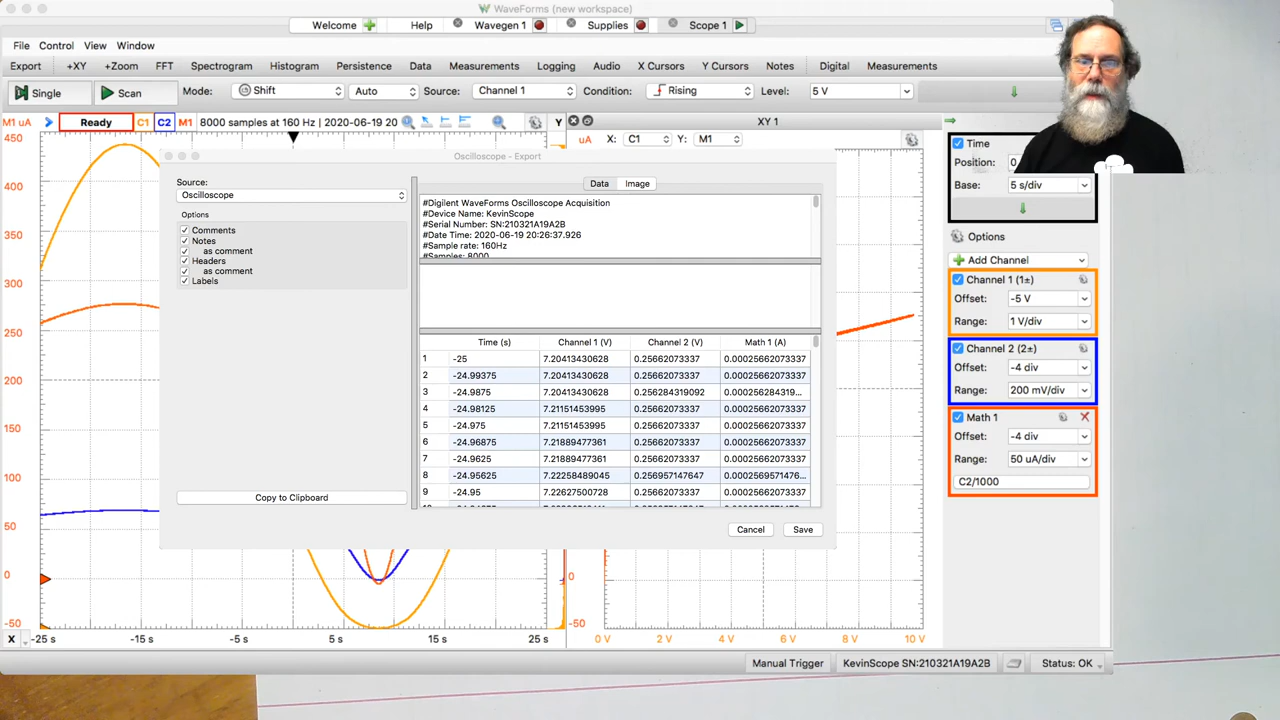 WaveForms (new workspace)
Welcome Help Wavegen 1 Supplies Scope 1
File Control View Window
Export +XY +Zoom FFT Spectrogram Histogram Persistence Data Measurements Logging Audio X Cursors Y Cursors Notes Digital Measurements
Single Scan Mode: Shift Auto Source: Channel 1 Condition: Rising Level: 5 V
M1 uA Ready C1 C2 M1 8000 samples at 160 Hz | 2020-06-19 20 Y XY 1
uA X: C1 Y: M1
Time
Position: 0
Base: 5 s/div
Options
Add Channel
Channel 1 (1±)
Offset: -5 V
Range: 1 V/div
Channel 2 (2±)
Offset: -4 div
Range: 200 mV/div
Math 1
Offset: -4 div
Range: 50 uA/div
C2/1000
Oscilloscope - Export
Source:
Oscilloscope
Options
Comments
Notes
as comment
Headers
as comment
Labels
Copy to Clipboard
Data Image
#Digilent WaveForms Oscilloscope Acquisition
#Device Name: KevinScope
#Serial Number: SN:210321A19A2B
#Date Time: 2020-06-19 20:26:37.926
#Sample rate: 160Hz
#Samples: 8000
Time (s) Channel 1 (V) Channel 2 (V) Math 1 (A)
1 -25 7.20413430628 0.25662073337 0.00025662073337
2 -24.99375 7.20413430628 0.25662073337 0.00025662073337
3 -24.9875 7.20413430628 0.256284319092 0.000256284319...
4 -24.98125 7.21151453995 0.25662073337 0.00025662073337
5 -24.975 7.21151453995 0.25662073337 0.00025662073337
6 -24.96875 7.21889477361 0.25662073337 0.00025662073337
7 -24.9625 7.21889477361 0.25662073337 0.00025662073337
8 -24.95625 7.22258489045 0.256957147647 0.0002569571476...
9 -24.95 7.22627500728 0.25662073337 0.00025662073337
Cancel Save
450
400
350
300
250
200
150
100
50
0
-50
0
-50
X -25 s -15 s -5 s 5 s 15 s 25 s 0 V 2 V 4 V 6 V 8 V 10 V
Manual Trigger KevinScope SN:210321A19A2B Status: OK